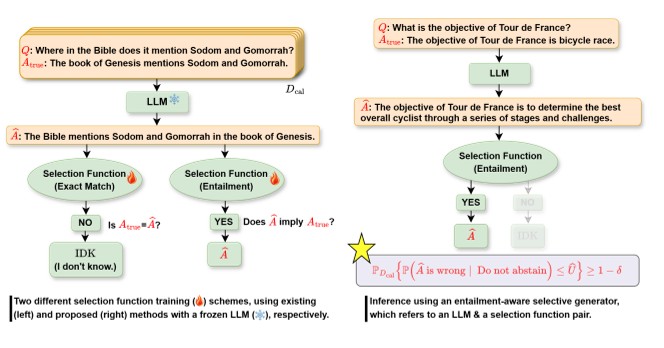 Q: Where in the Bible does it mention Sodom and Gomorrah?
A_true: The book of Genesis mentions Sodom and Gomorrah.
D_cal
LLM
Â: The Bible mentions Sodom and Gomorrah in the book of Genesis.
Selection Function
(Exact Match)
Selection Function
(Entailment)
NO
Is A_true=Â?
YES
Does Â imply A_true?
IDK
(I don't know.)
Â
Two different selection function training (🔥) schemes, using existing
(left) and proposed (right) methods with a frozen LLM (❄), respectively.
Q: What is the objective of Tour de France?
A_true: The objective of Tour de France is bicycle race.
LLM
Â: The objective of Tour de France is to determine the best
overall cyclist through a series of stages and challenges.
Selection Function
(Entailment)
YES
NO
Â
IDK
ℙ_D_cal{ℙ(Â is wrong | Do not abstain) ≤ Û} ≥ 1 − δ
Inference using an entailment-aware selective generator,
which refers to an LLM & a selection function pair.